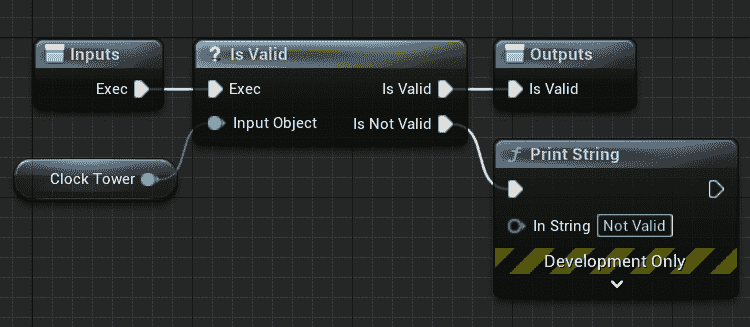 Inputs
Exec
Clock Tower
? Is Valid
Exec
Is Valid
Input Object
Is Not Valid
Outputs
Is Valid
f Print String
In String Not Valid
Development Only